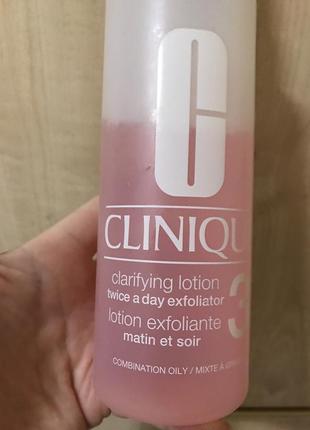 C
CLINIQU
clarifying lotion
twice a day exfoliator
3
lotion exfoliante
matin et soir
COMBINATION OILY / MIXTE À